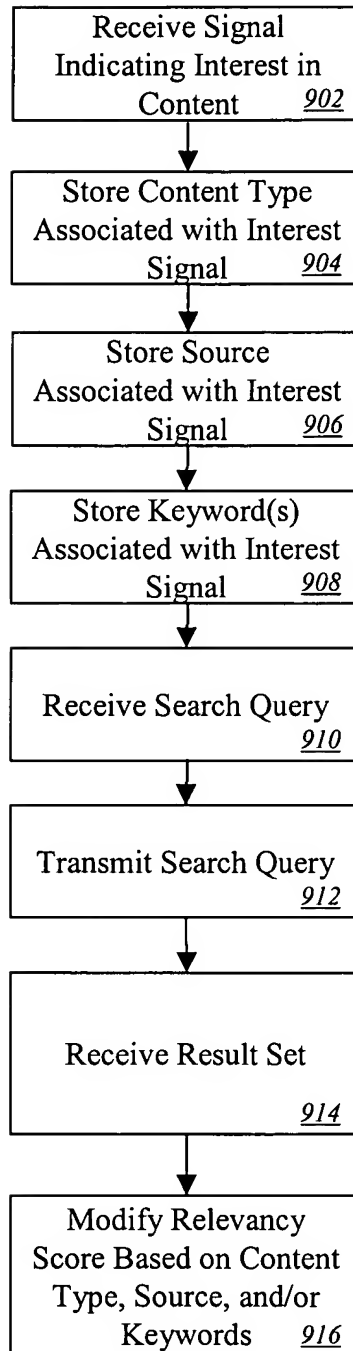 Receive Signal
Indicating Interest in
Content 902
Store Content Type
Associated with Interest
Signal 904
Store Source
Associated with Interest
Signal 906
Store Keyword(s)
Associated with Interest
Signal 908
Receive Search Query
910
Transmit Search Query
912
Receive Result Set
914
Modify Relevancy
Score Based on Content
Type, Source, and/or
Keywords 916